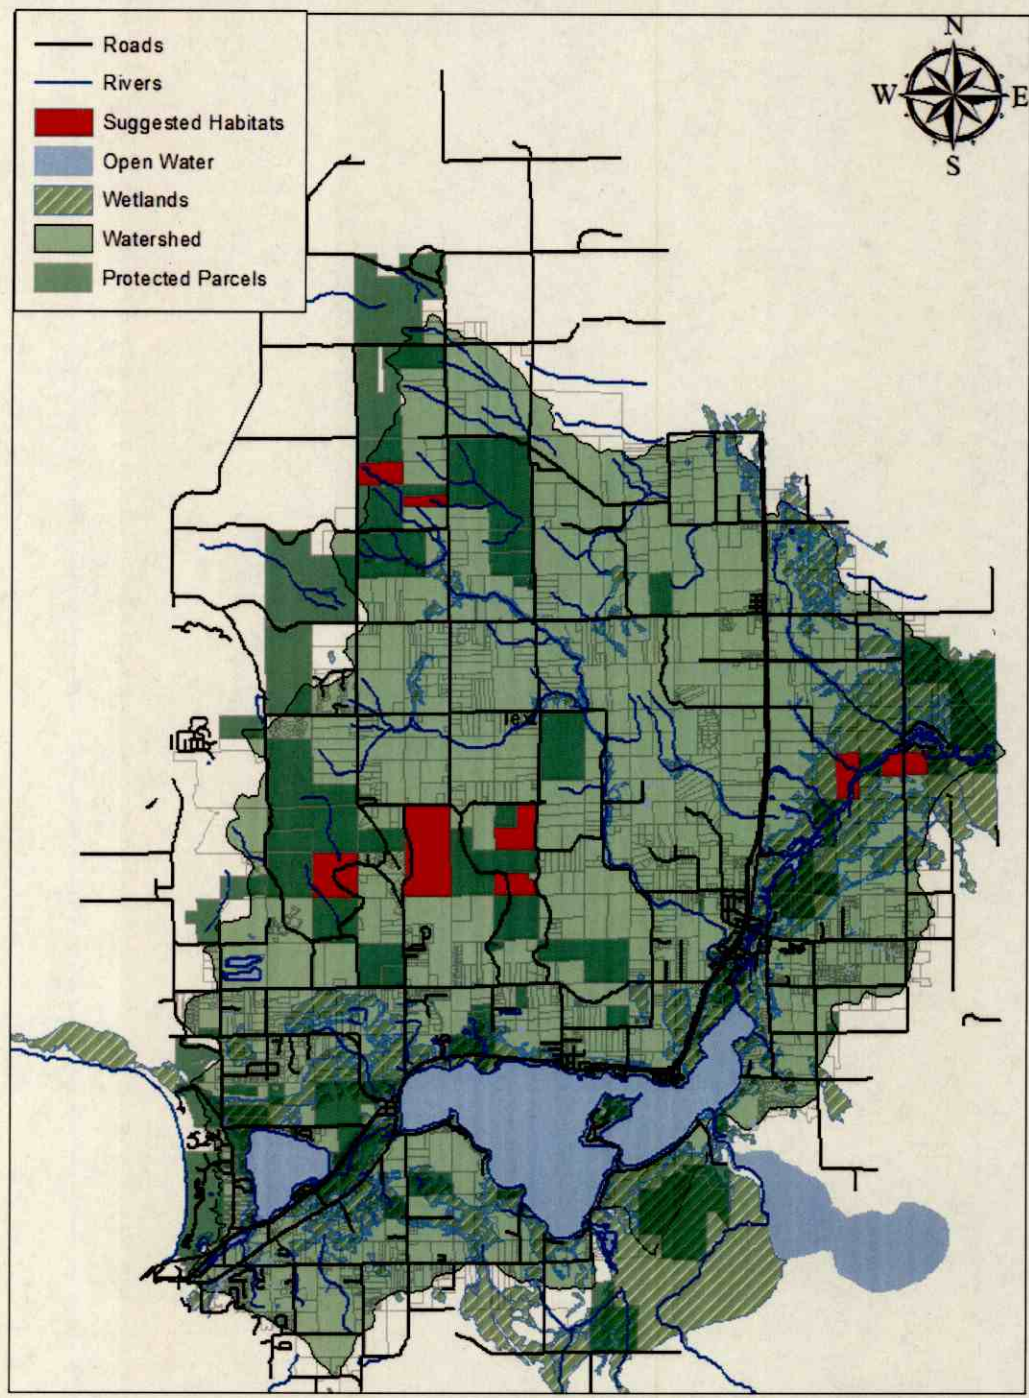 Roads
Rivers
Suggested Habitats
Open Water
Wetlands
Watershed
Protected Parcels
N
W
E
S